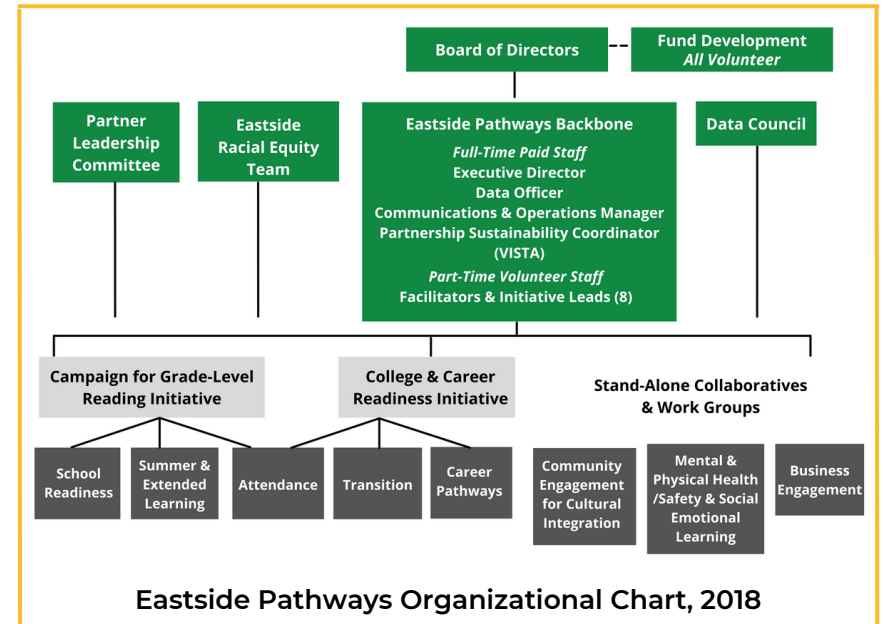 Board of Directors
Fund Development
All Volunteer
Partner
Leadership
Committee
Eastside
Racial Equity
Team
Eastside Pathways Backbone
Full-Time Paid Staff
Executive Director
Data Officer
Communications & Operations Manager
Partnership Sustainability Coordinator
(VISTA)
Part-Time Volunteer Staff
Facilitators & Initiative Leads (8)
Data Council
Campaign for Grade-Level
Reading Initiative
College & Career
Readiness Initiative
Stand-Alone Collaboratives
& Work Groups
School
Readiness
Summer &
Extended
Learning
Attendance
Transition
Career
Pathways
Community
Engagement
for Cultural
Integration
Mental &
Physical Health
/Safety & Social
Emotional
Learning
Business
Engagement
Eastside Pathways Organizational Chart, 2018